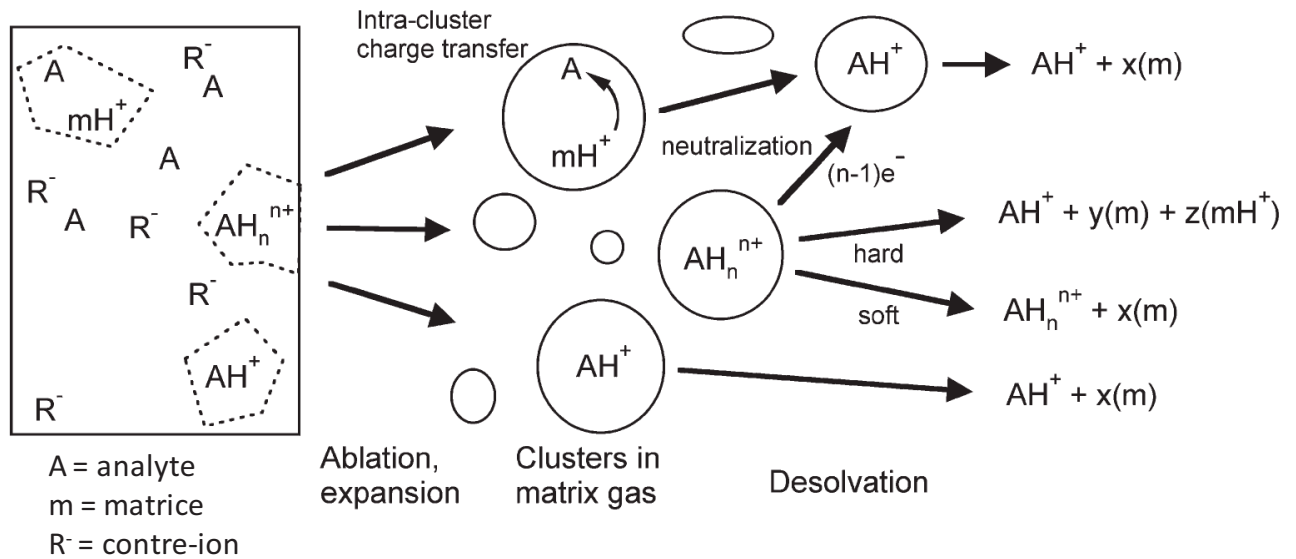 Intra-cluster
charge transfer
A
mH⁺
R⁻
A
A
R⁻
A
R⁻
AHₙⁿ⁺
R⁻
AH⁺
R⁻
A
mH⁺
neutralization
AH⁺
AH⁺ + x(m)
(n-1)e⁻
AHₙⁿ⁺
hard
AH⁺ + y(m) + z(mH⁺)
soft
AHₙⁿ⁺ + x(m)
AH⁺
AH⁺ + x(m)
Ablation,
expansion
Clusters in
matrix gas
Desolvation
A = analyte
m = matrice
R⁻ = contre-ion